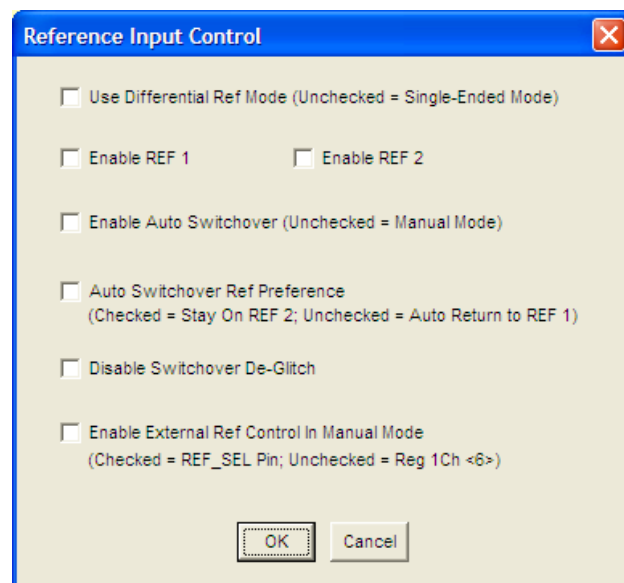 Reference Input Control
Use Differential Ref Mode (Unchecked = Single-Ended Mode)
Enable REF 1
Enable REF 2
Enable Auto Switchover (Unchecked = Manual Mode)
Auto Switchover Ref Preference
(Checked = Stay On REF 2; Unchecked = Auto Return to REF 1)
Disable Switchover De-Glitch
Enable External Ref Control In Manual Mode
(Checked = REF_SEL Pin; Unchecked = Reg 1Ch <6>)
OK
Cancel